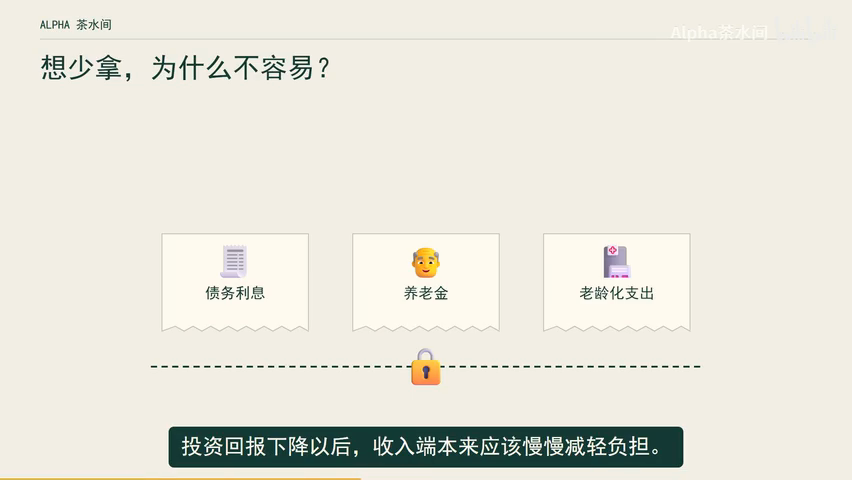 ALPHA 茶水间
Alpha茶水间
想少拿，为什么不容易？
债务利息
养老金
老龄化支出
投资回报下降以后，收入端本来应该慢慢减轻负担。